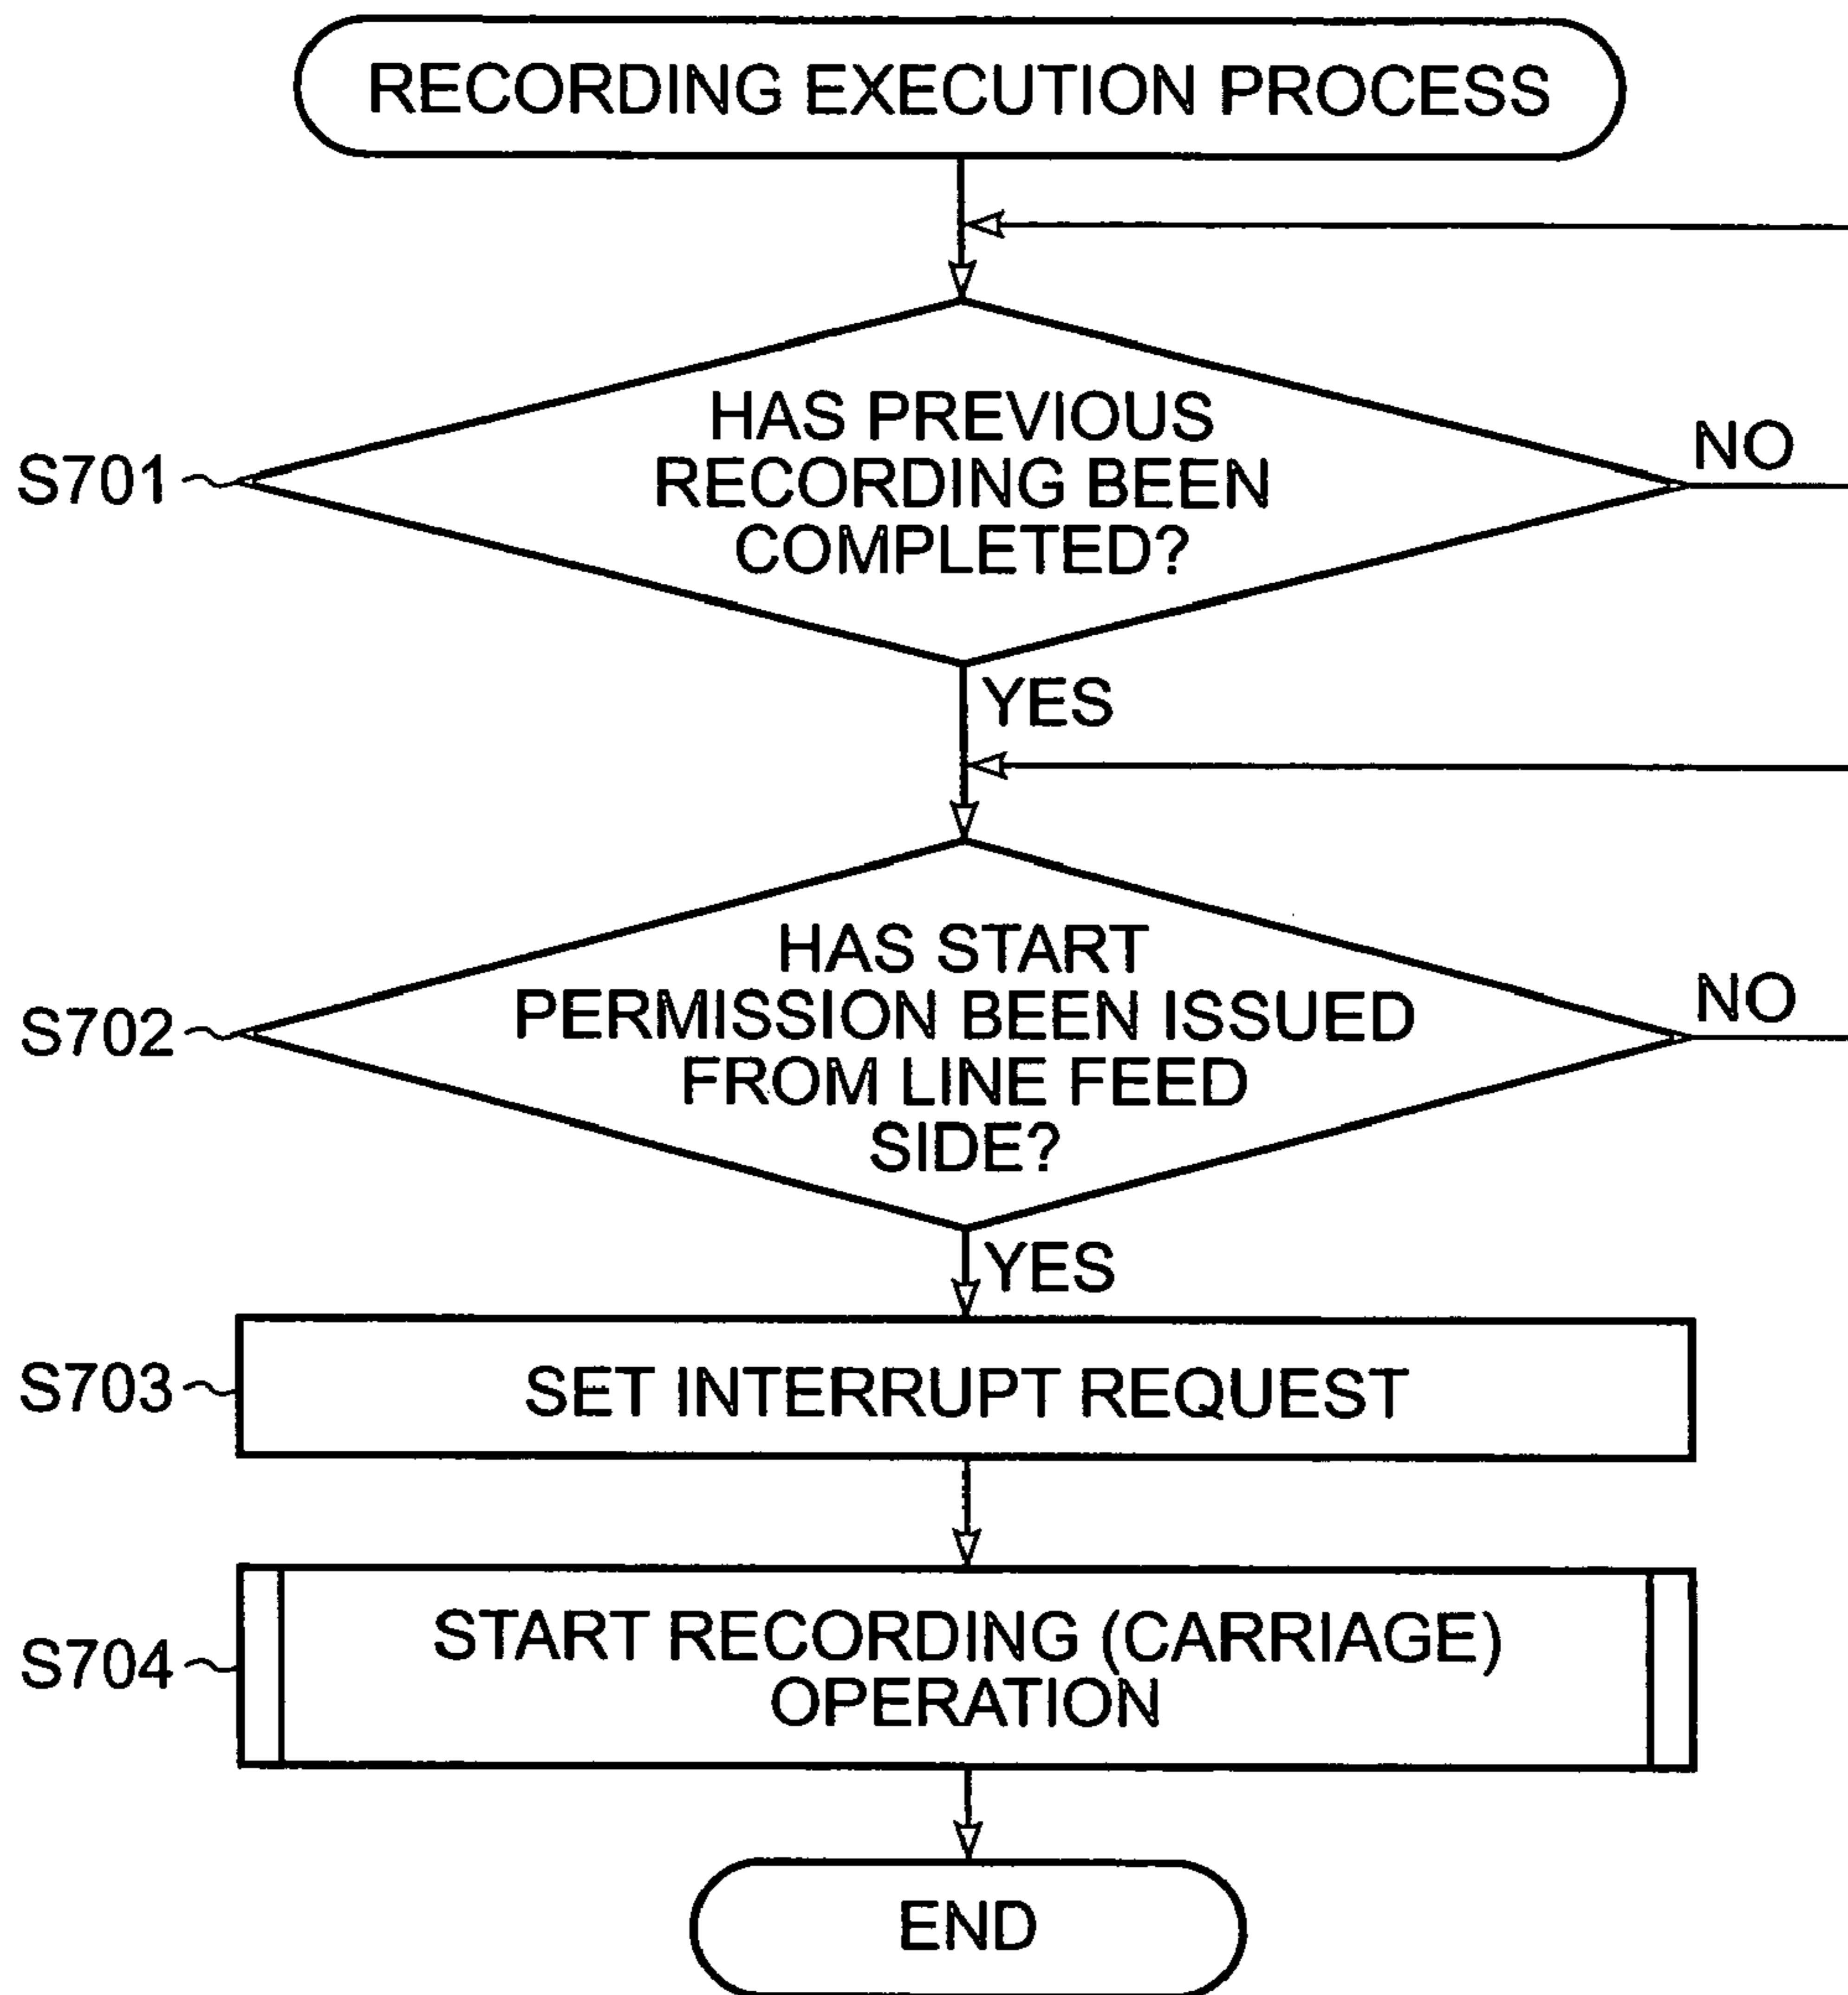 RECORDING EXECUTION PROCESS
S701
HAS PREVIOUS
RECORDING BEEN
COMPLETED?
NO
YES
S702
HAS START
PERMISSION BEEN ISSUED
FROM LINE FEED
SIDE?
NO
YES
S703
SET INTERRUPT REQUEST
S704
START RECORDING (CARRIAGE)
OPERATION
END